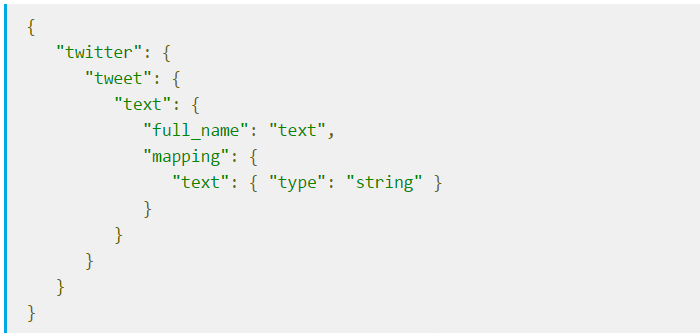 {
"twitter": {
"tweet": {
"text": {
"full_name": "text",
"mapping": {
"text": { "type": "string" }
}
}
}
}
}